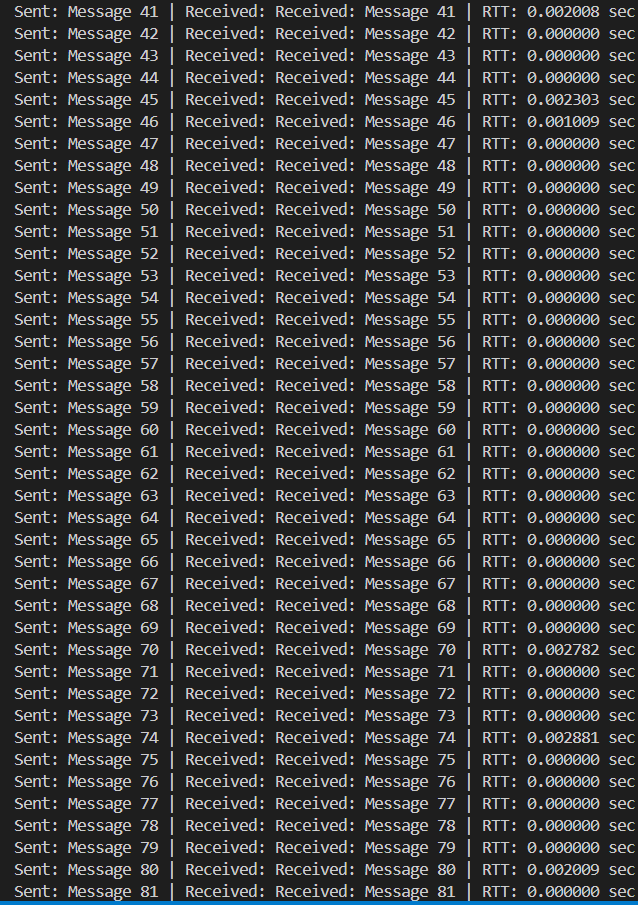 Sent: Message 41 | Received: Received: Message 41 | RTT: 0.002008 sec
Sent: Message 42 | Received: Received: Message 42 | RTT: 0.000000 sec
Sent: Message 43 | Received: Received: Message 43 | RTT: 0.000000 sec
Sent: Message 44 | Received: Received: Message 44 | RTT: 0.000000 sec
Sent: Message 45 | Received: Received: Message 45 | RTT: 0.002303 sec
Sent: Message 46 | Received: Received: Message 46 | RTT: 0.001009 sec
Sent: Message 47 | Received: Received: Message 47 | RTT: 0.000000 sec
Sent: Message 48 | Received: Received: Message 48 | RTT: 0.000000 sec
Sent: Message 49 | Received: Received: Message 49 | RTT: 0.000000 sec
Sent: Message 50 | Received: Received: Message 50 | RTT: 0.000000 sec
Sent: Message 51 | Received: Received: Message 51 | RTT: 0.000000 sec
Sent: Message 52 | Received: Received: Message 52 | RTT: 0.000000 sec
Sent: Message 53 | Received: Received: Message 53 | RTT: 0.000000 sec
Sent: Message 54 | Received: Received: Message 54 | RTT: 0.000000 sec
Sent: Message 55 | Received: Received: Message 55 | RTT: 0.000000 sec
Sent: Message 56 | Received: Received: Message 56 | RTT: 0.000000 sec
Sent: Message 57 | Received: Received: Message 57 | RTT: 0.000000 sec
Sent: Message 58 | Received: Received: Message 58 | RTT: 0.000000 sec
Sent: Message 59 | Received: Received: Message 59 | RTT: 0.000000 sec
Sent: Message 60 | Received: Received: Message 60 | RTT: 0.000000 sec
Sent: Message 61 | Received: Received: Message 61 | RTT: 0.000000 sec
Sent: Message 62 | Received: Received: Message 62 | RTT: 0.000000 sec
Sent: Message 63 | Received: Received: Message 63 | RTT: 0.000000 sec
Sent: Message 64 | Received: Received: Message 64 | RTT: 0.000000 sec
Sent: Message 65 | Received: Received: Message 65 | RTT: 0.000000 sec
Sent: Message 66 | Received: Received: Message 66 | RTT: 0.000000 sec
Sent: Message 67 | Received: Received: Message 67 | RTT: 0.000000 sec
Sent: Message 68 | Received: Received: Message 68 | RTT: 0.000000 sec
Sent: Message 69 | Received: Received: Message 69 | RTT: 0.000000 sec
Sent: Message 70 | Received: Received: Message 70 | RTT: 0.002782 sec
Sent: Message 71 | Received: Received: Message 71 | RTT: 0.000000 sec
Sent: Message 72 | Received: Received: Message 72 | RTT: 0.000000 sec
Sent: Message 73 | Received: Received: Message 73 | RTT: 0.000000 sec
Sent: Message 74 | Received: Received: Message 74 | RTT: 0.002881 sec
Sent: Message 75 | Received: Received: Message 75 | RTT: 0.000000 sec
Sent: Message 76 | Received: Received: Message 76 | RTT: 0.000000 sec
Sent: Message 77 | Received: Received: Message 77 | RTT: 0.000000 sec
Sent: Message 78 | Received: Received: Message 78 | RTT: 0.000000 sec
Sent: Message 79 | Received: Received: Message 79 | RTT: 0.000000 sec
Sent: Message 80 | Received: Received: Message 80 | RTT: 0.002009 sec
Sent: Message 81 | Received: Received: Message 81 | RTT: 0.000000 sec